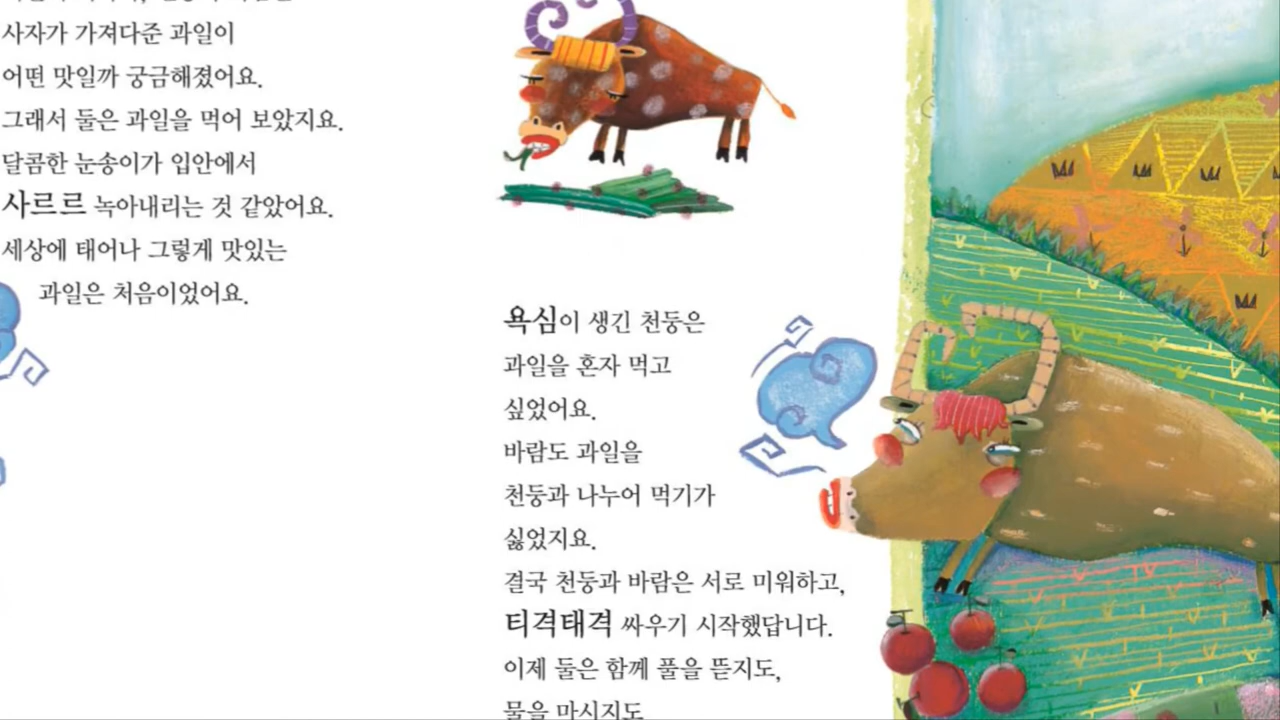 사자가 가져다준 과일이
어떤 맛일까 궁금해졌어요.
그래서 둘은 과일을 먹어 보았지요.
달콤한 눈송이가 입안에서
사르르 녹아내리는 것 같았어요.
세상에 태어나 그렇게 맛있는
과일은 처음이었어요.
욕심이 생긴 천둥은
과일을 혼자 먹고
싶었어요.
바람도 과일을
천둥과 나누어 먹기가
싫었지요.
결국 천둥과 바람은 서로 미워하고,
티격태격 싸우기 시작했답니다.
이제 둘은 함께 풀을 뜯지도,
물을 마시지도